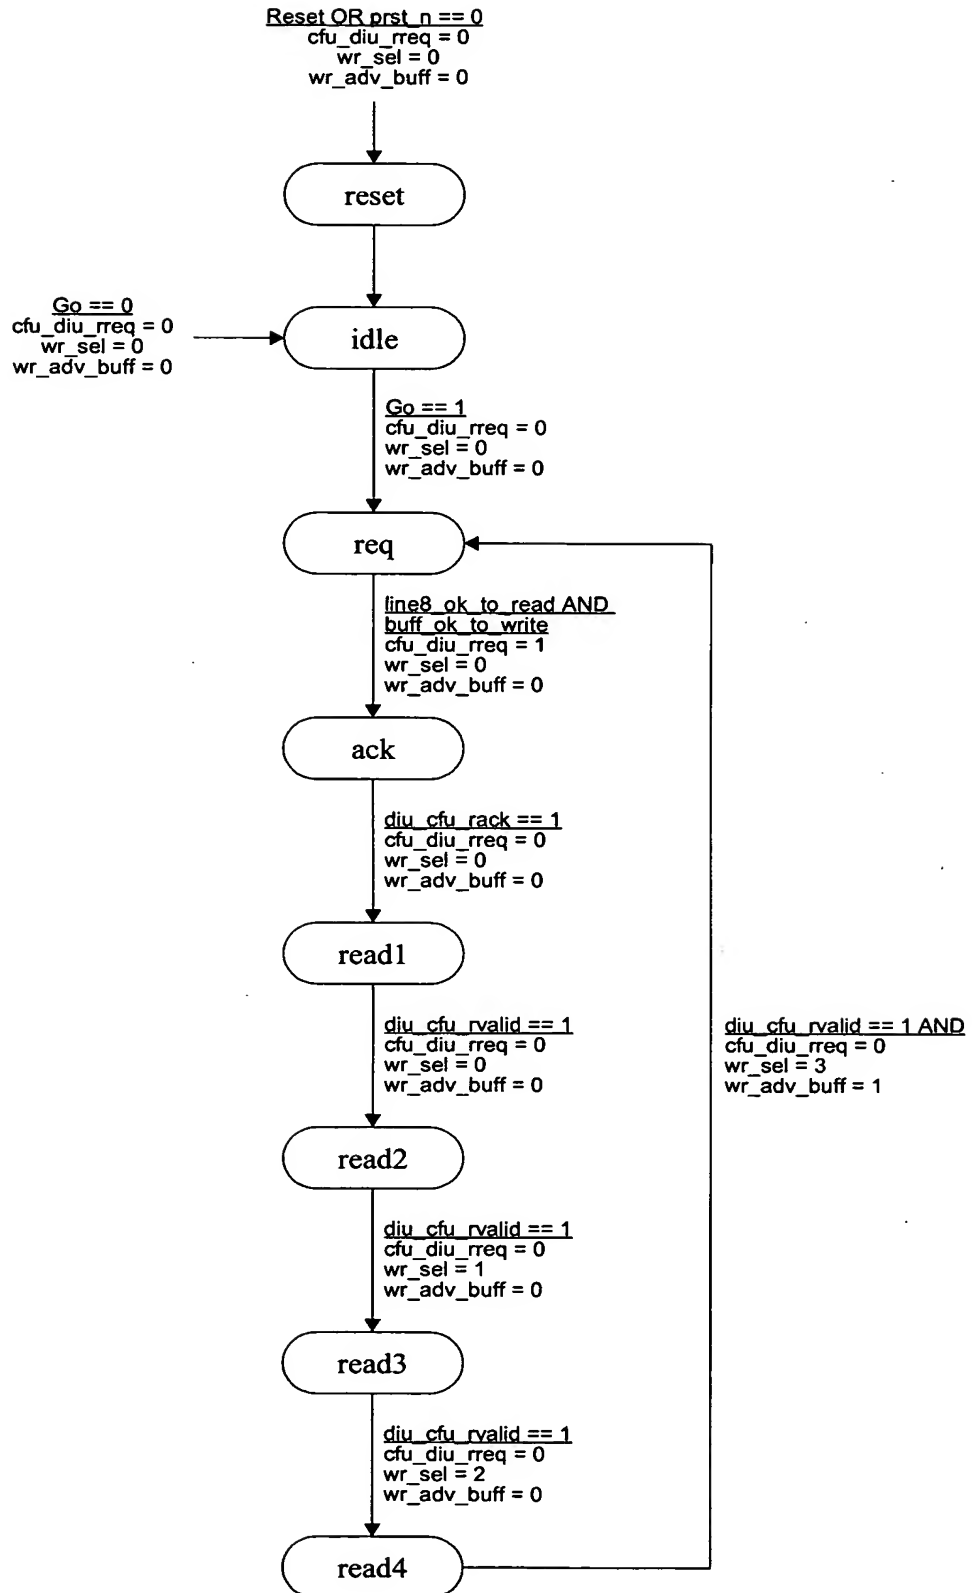 Reset OR prst_n == 0
cfu_diu_rreq = 0
wr_sel = 0
wr_adv_buff = 0
reset
Go == 0
cfu_diu_rreq = 0
wr_sel = 0
wr_adv_buff = 0
idle
Go == 1
cfu_diu_rreq = 0
wr_sel = 0
wr_adv_buff = 0
req
line8_ok_to_read AND
buff_ok_to_write
cfu_diu_rreq = 1
wr_sel = 0
wr_adv_buff = 0
ack
diu_cfu_rack == 1
cfu_diu_rreq = 0
wr_sel = 0
wr_adv_buff = 0
read1
diu_cfu_rvalid == 1
cfu_diu_rreq = 0
wr_sel = 0
wr_adv_buff = 0
diu_cfu_rvalid == 1 AND
cfu_diu_rreq = 0
wr_sel = 3
wr_adv_buff = 1
read2
diu_cfu_rvalid == 1
cfu_diu_rreq = 0
wr_sel = 1
wr_adv_buff = 0
read3
diu_cfu_rvalid == 1
cfu_diu_rreq = 0
wr_sel = 2
wr_adv_buff = 0
read4